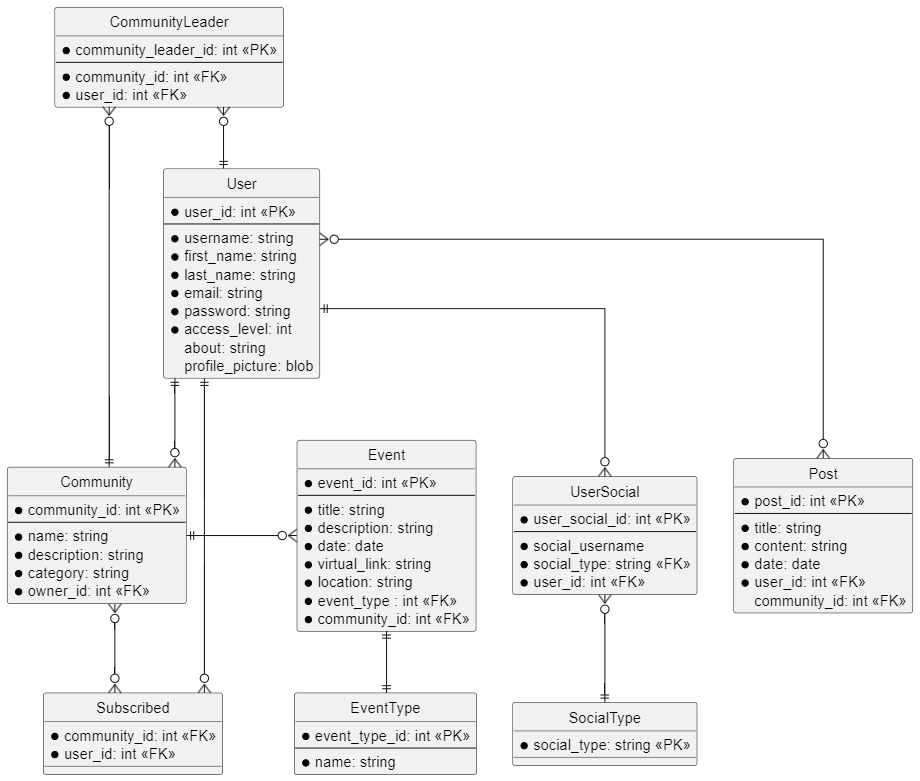 CommunityLeader
community_leader_id: int «PK»
community_id: int «FK»
user_id: int «FK»
User
user_id: int «PK»
username: string
first_name: string
last_name: string
email: string
password: string
access_level: int
about: string
profile_picture: blob
Community
community_id: int «PK»
name: string
description: string
category: string
owner_id: int «FK»
Event
event_id: int «PK»
title: string
description: string
date: date
virtual_link: string
location: string
event_type : int «FK»
community_id: int «FK»
UserSocial
user_social_id: int «PK»
social_username
social_type: string «FK»
user_id: int «FK»
Post
post_id: int «PK»
title: string
content: string
date: date
user_id: int «FK»
community_id: int «FK»
Subscribed
community_id: int «FK»
user_id: int «FK»
EventType
event_type_id: int «PK»
name: string
SocialType
social_type: string «PK»